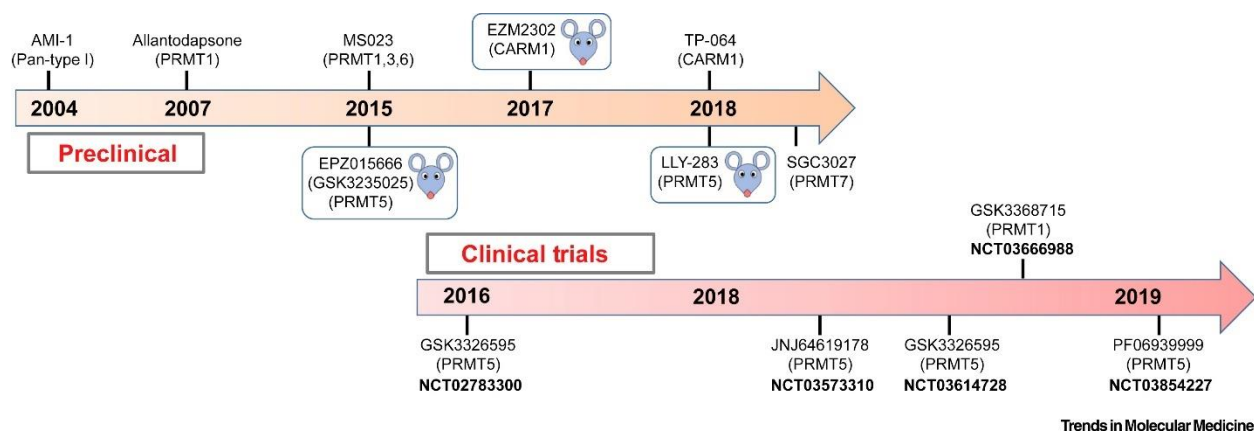 AMI-1
(Pan-type I)
Allantodapsone
(PRMT1)
MS023
(PRMT1,3,6)
EZM2302
(CARM1)
TP-064
(CARM1)
2004
2007
2015
2017
2018
Preclinical
EPZ015666
(GSK3235025)
(PRMT5)
LLY-283
(PRMT5)
SGC3027
(PRMT7)
GSK3368715
(PRMT1)
NCT03666988
Clinical trials
2016
2018
2019
GSK3326595
(PRMT5)
NCT02783300
JNJ64619178
(PRMT5)
NCT03573310
GSK3326595
(PRMT5)
NCT03614728
PF06939999
(PRMT5)
NCT03854227
Trends in Molecular Medicine